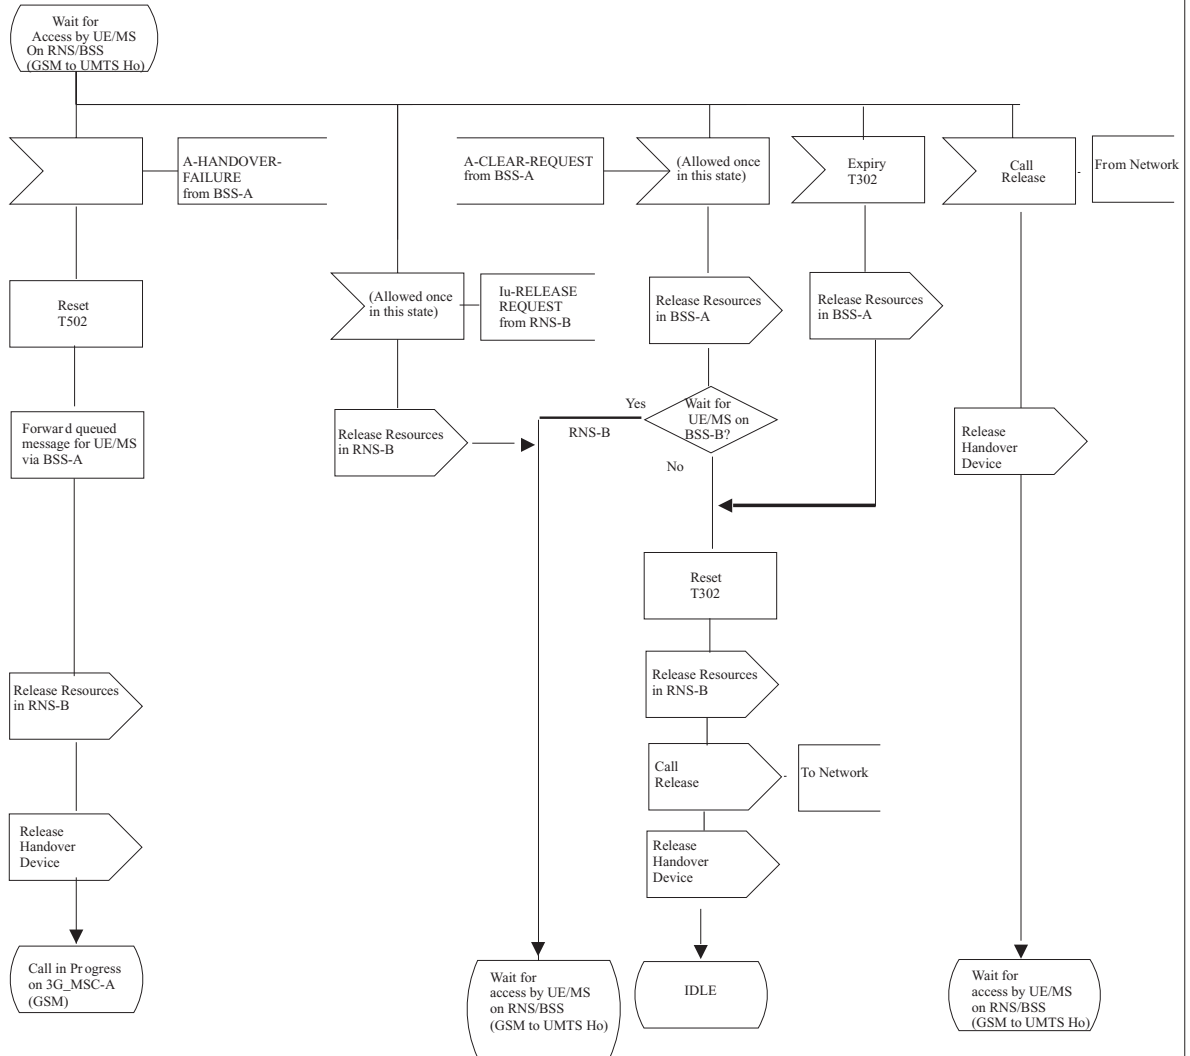 Wait for
Access by UE/MS
On RNS/BSS
(GSM to UMTS Ho)
A-HANDOVER-
FAILURE
from BSS-A
A-CLEAR-REQUEST
from BSS-A
(Allowed once
in this state)
Expiry
T302
Call
Release
From Network
Reset
T502
(Allowed once
in this state)
Iu-RELEASE
REQUEST
from RNS-B
Release Resources
in BSS-A
Release Resources
in BSS-A
Forward queued
message for UE/MS
via BSS-A
Release Resources
in RNS-B
Yes
RNS-B
Wait for
UE/MS on
BSS-B?
No
Release
Handover
Device
Reset
T302
Release Resources
in RNS-B
Release Resources
in RNS-B
Call
Release
To Network
Release
Handover
Device
Release
Handover
Device
Call in Progress
on 3G_MSC-A
(GSM)
Wait for
access by UE/MS
on RNS/BSS
(GSM to UMTS Ho)
IDLE
Wait for
access by UE/MS
on RNS/BSS
(GSM to UMTS Ho)